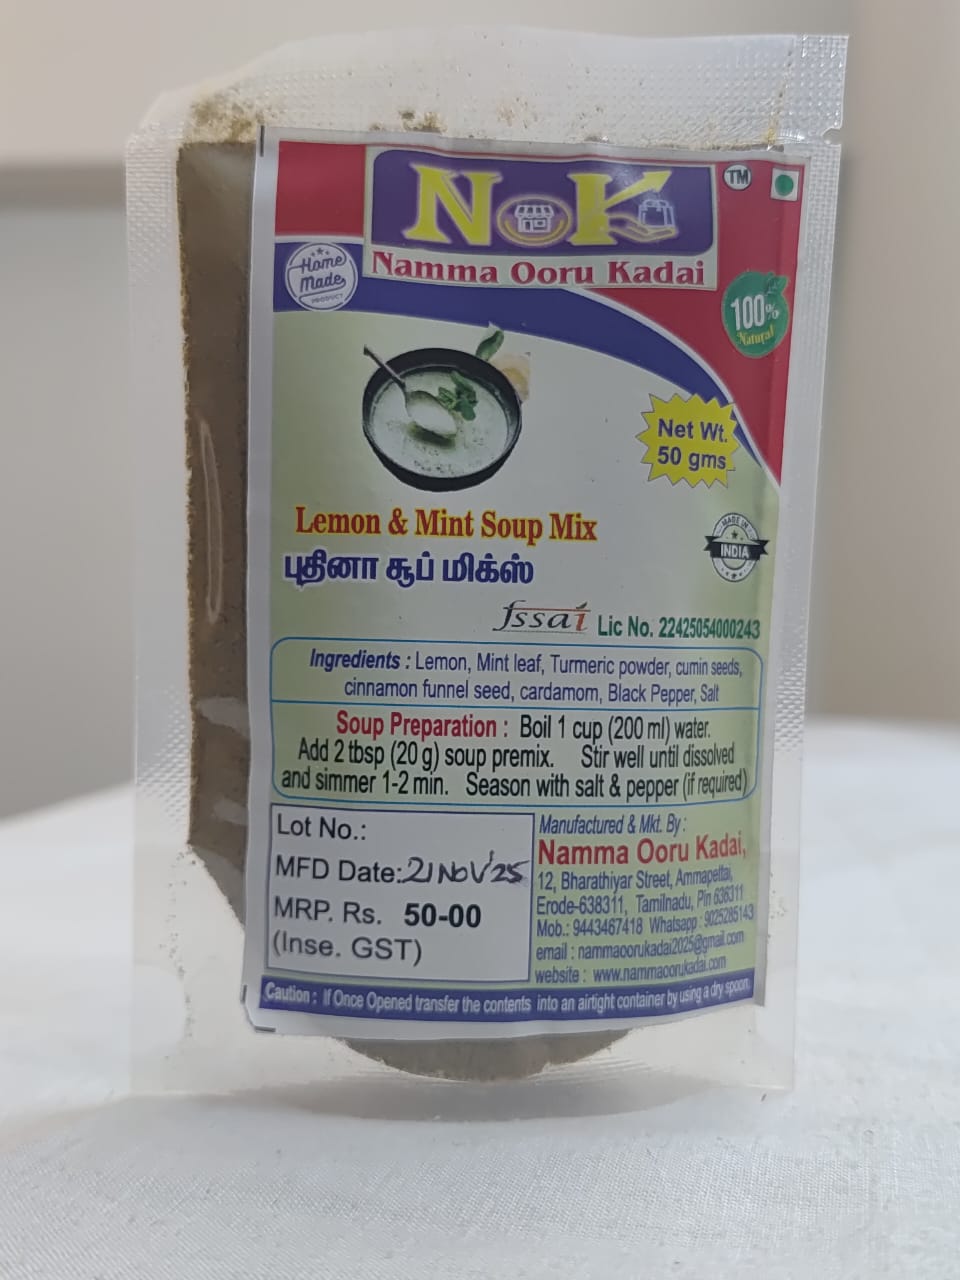 NOK
TM
Namma Ooru Kadai
Home
Made
PRODUCT
100%
Natural
Net Wt.
50 gms
Lemon & Mint Soup Mix
புதினா சூப் மிக்ஸ்
MADE IN
INDIA
fssai Lic No. 22425054000243
Ingredients : Lemon, Mint leaf, Turmeric powder, cumin seeds,
cinnamon funnel seed, cardamom, Black Pepper, Salt
Soup Preparation : Boil 1 cup (200 ml) water.
Add 2 tbsp (20 g) soup premix. Stir well until dissolved
and simmer 1-2 min. Season with salt & pepper (if required)
Lot No.:
MFD Date: 21 NOV'25
MRP. Rs. 50-00
(Inse. GST)
Manufactured & Mkt. By :
Namma Ooru Kadai,
12, Bharathiyar Street, Ammapettai,
Erode-638311, Tamilnadu, Pin 638311
Mob.: 9443467418 Whatsapp : 9025285143
email : nammaoorukadai2025@gmail.com
website : www.nammaoorukadai.com
Caution : If Once Opened transfer the contents into an airtight container by using a dry spoon.